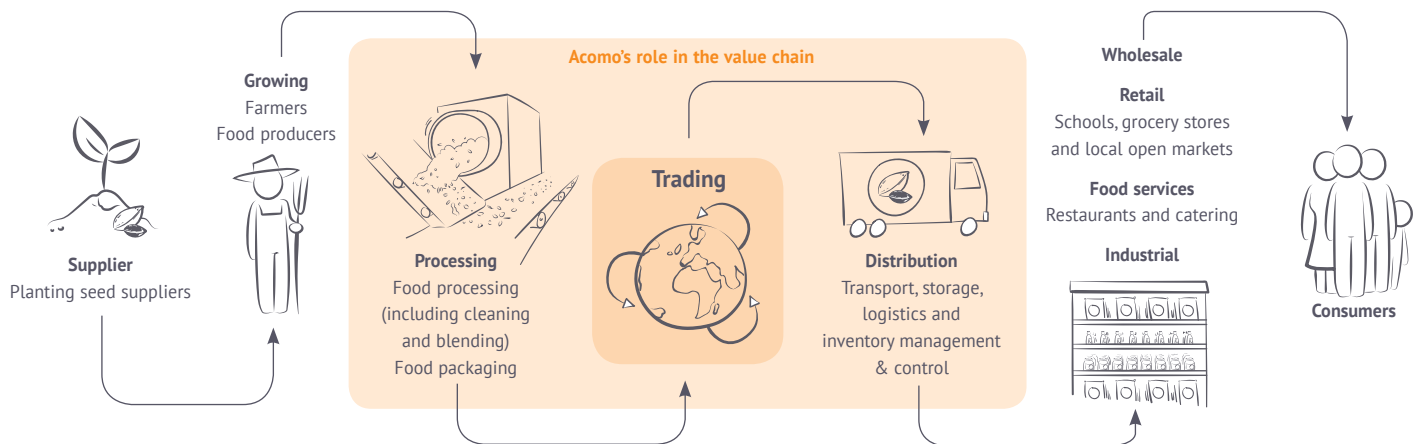 Acomo's role in the value chain
Supplier
Planting seed suppliers
Growing
Farmers
Food producers
Processing
Food processing
(including cleaning
and blending)
Food packaging
Trading
Distribution
Transport, storage,
logistics and
inventory management
& control
Wholesale
Retail
Schools, grocery stores
and local open markets
Food services
Restaurants and catering
Industrial
Consumers